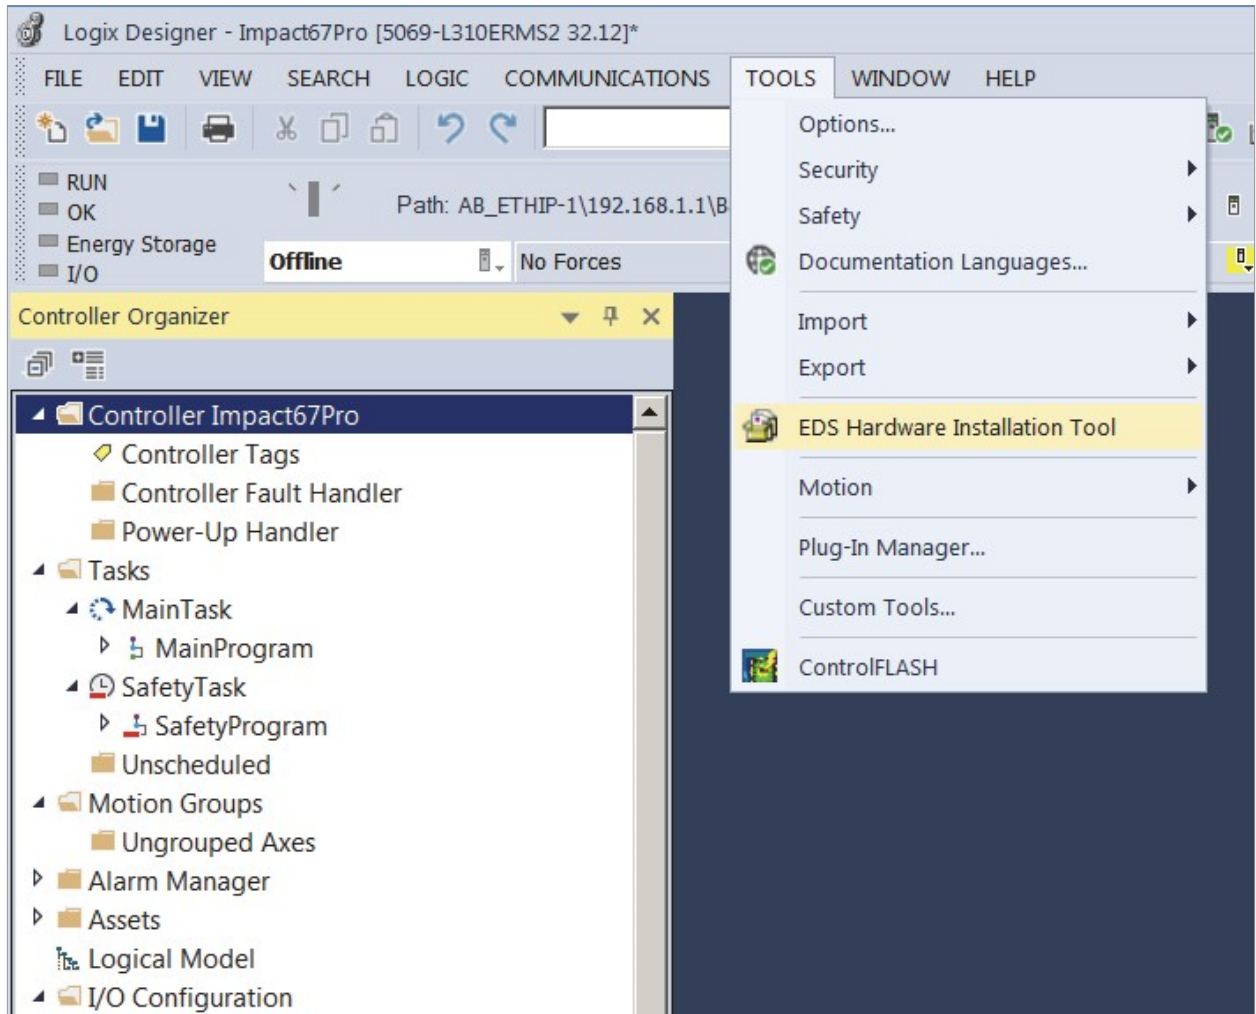 Logix Designer - Impact67Pro [5069-L310ERMS2 32.12]*
FILE EDIT VIEW SEARCH LOGIC COMMUNICATIONS TOOLS WINDOW HELP
Options...
Security
Safety
Documentation Languages...
Import
Export
EDS Hardware Installation Tool
Motion
Plug-In Manager...
Custom Tools...
ControlFLASH
RUN
OK
Energy Storage
I/O
Path: AB_ETHIP-1\192.168.1.1\B
Offline
No Forces
Controller Organizer
Controller Impact67Pro
Controller Tags
Controller Fault Handler
Power-Up Handler
Tasks
MainTask
MainProgram
SafetyTask
SafetyProgram
Unscheduled
Motion Groups
Ungrouped Axes
Alarm Manager
Assets
Logical Model
I/O Configuration